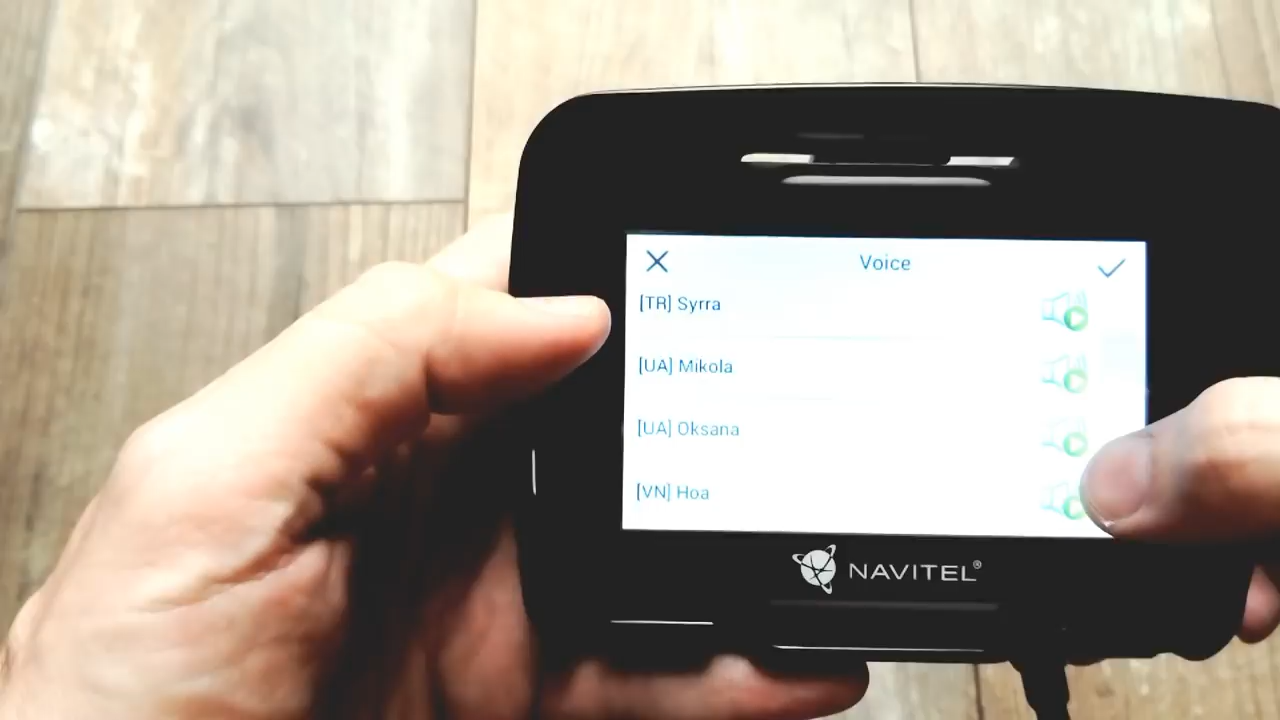 Voice
[TR] Syrra
[UA] Mikola
[UA] Oksana
[VN] Hoa
NAVITEL®